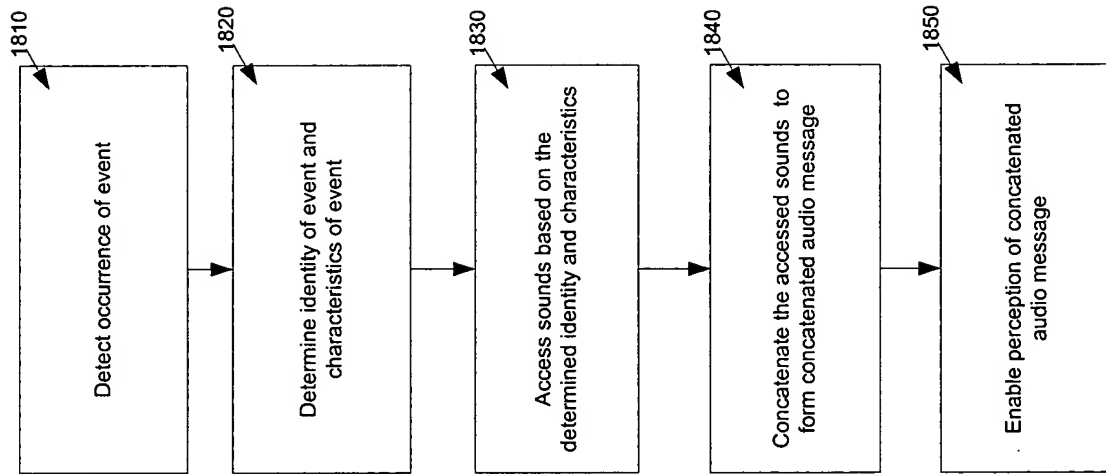 1810
Detect occurrence of event
1820
Determine identity of event and
characteristics of event
1830
Access sounds based on the
determined identity and characteristics
1840
Concatenate the accessed sounds to
form concatenated audio message
1850
Enable perception of concatenated
audio message